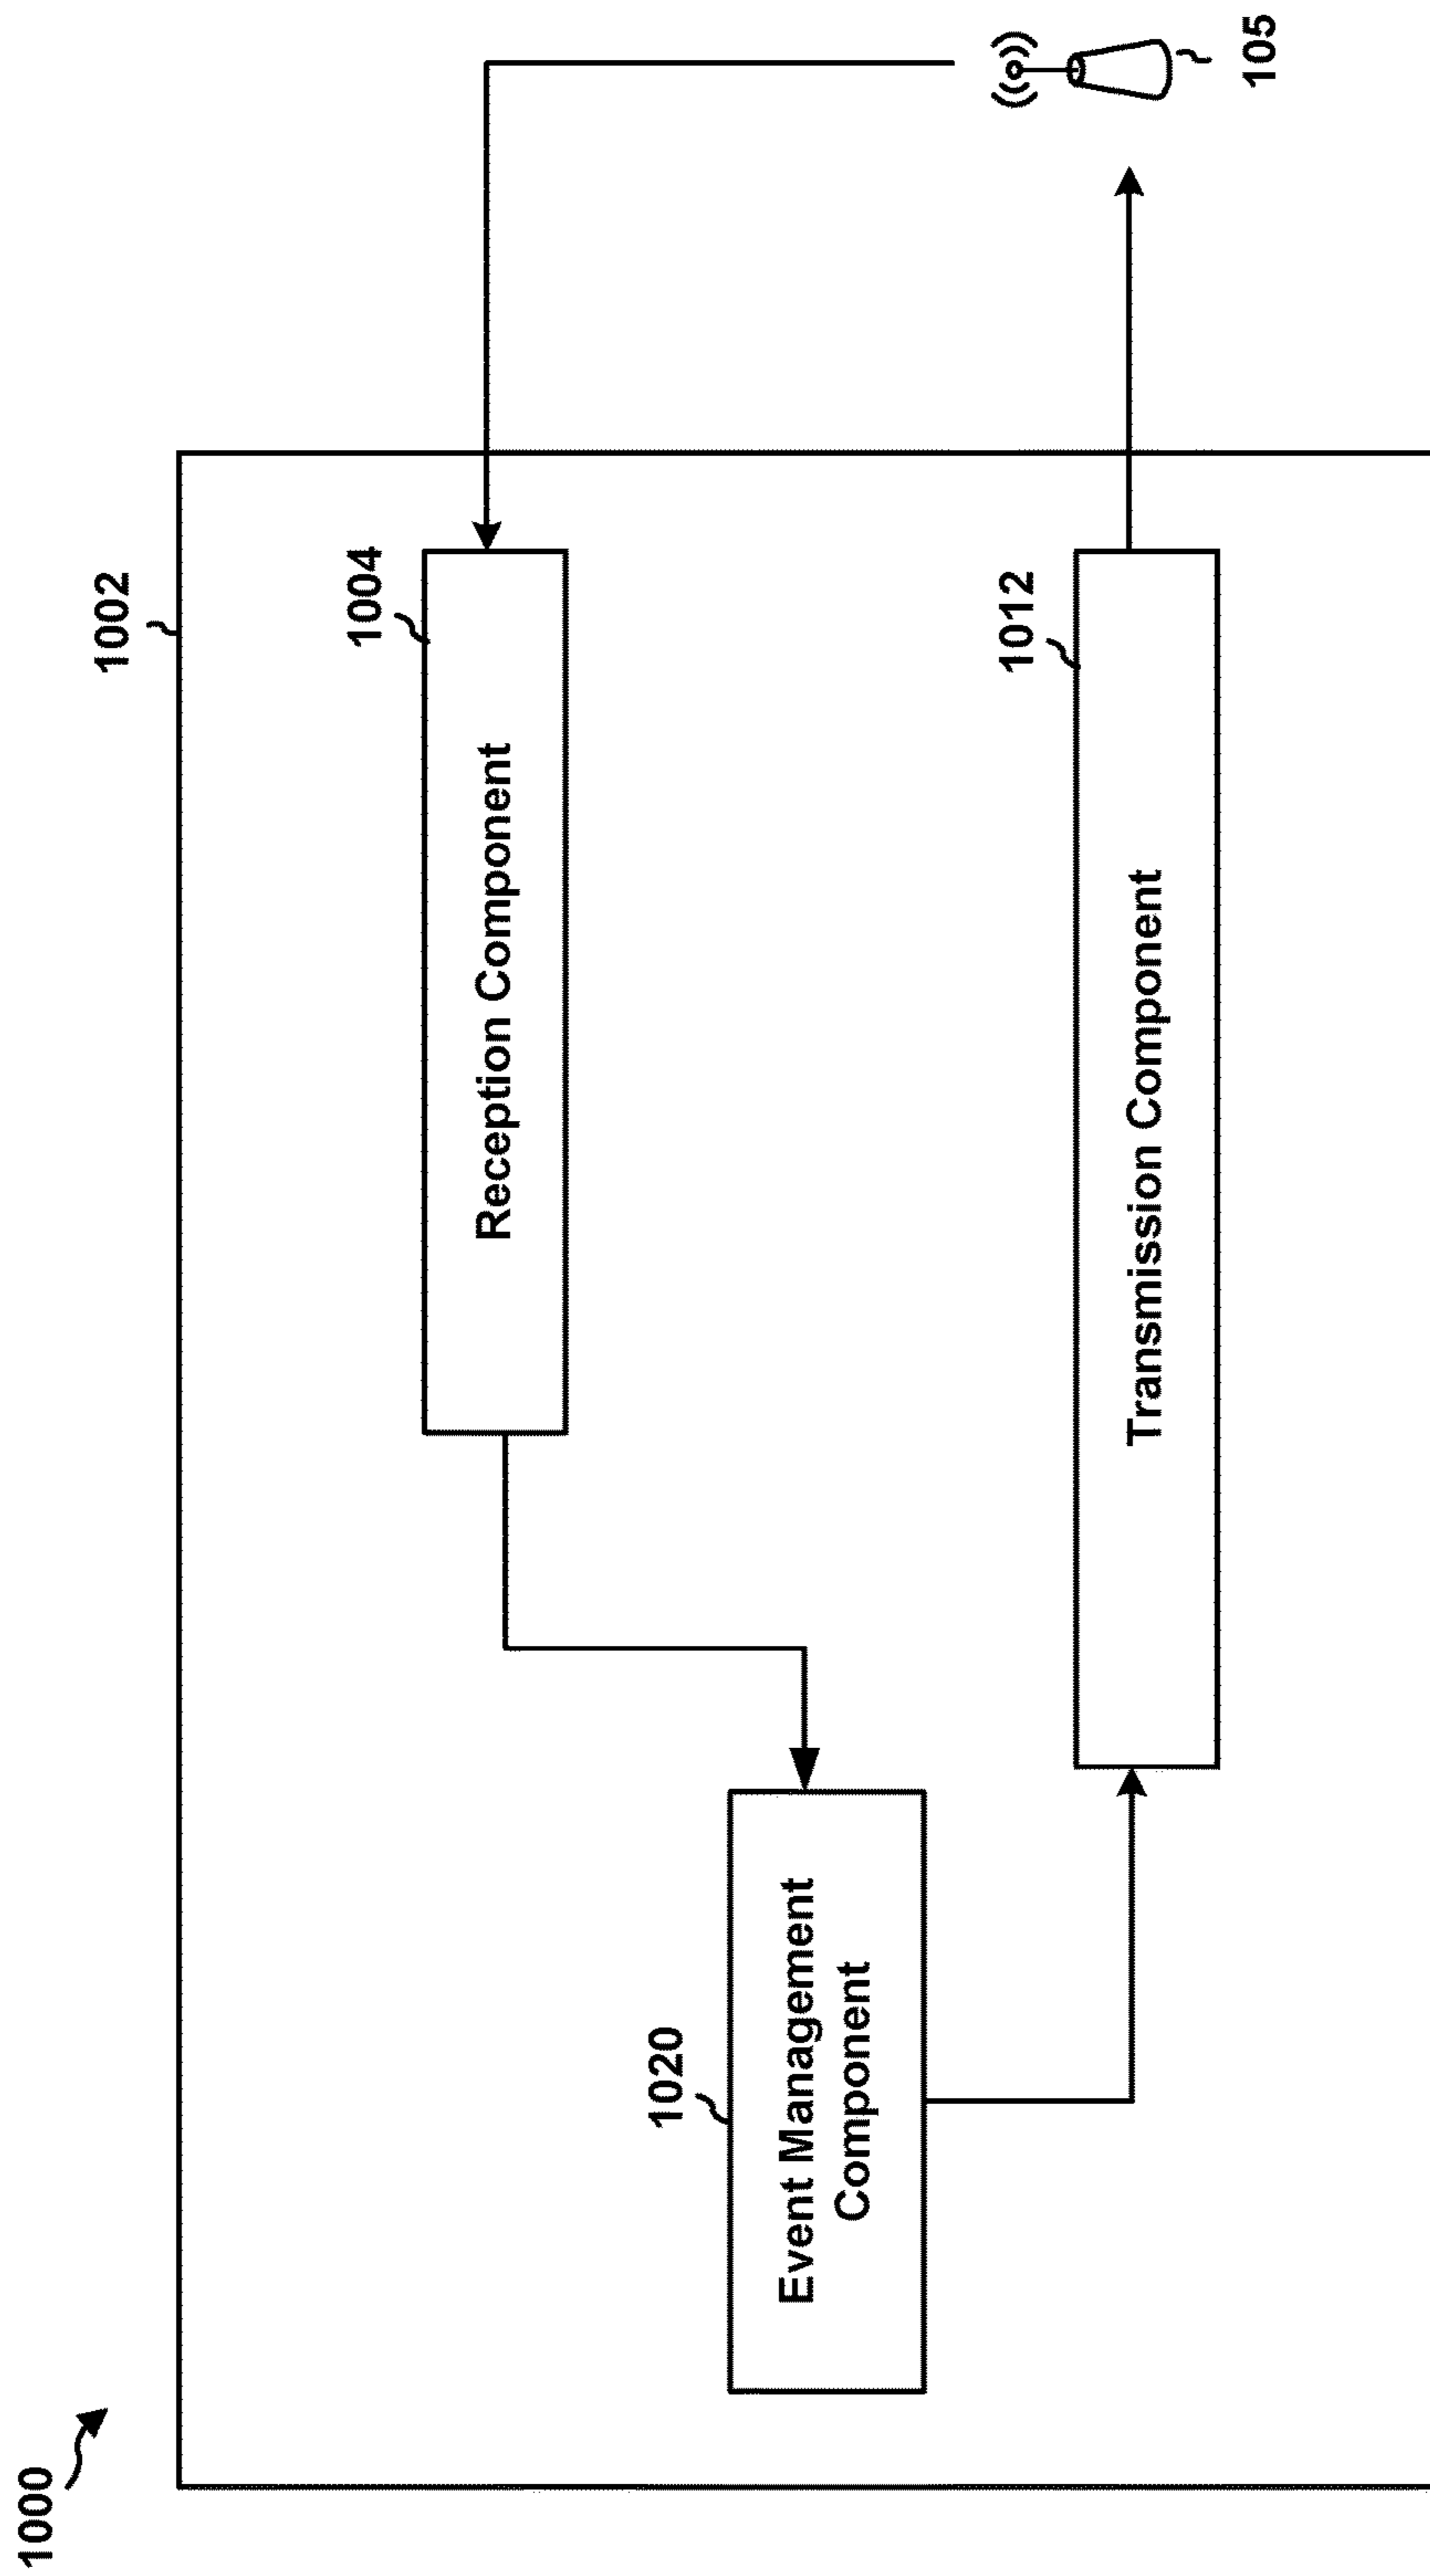 1000
1002
1004
Reception Component
1020
Event Management
Component
1012
Transmission Component
105